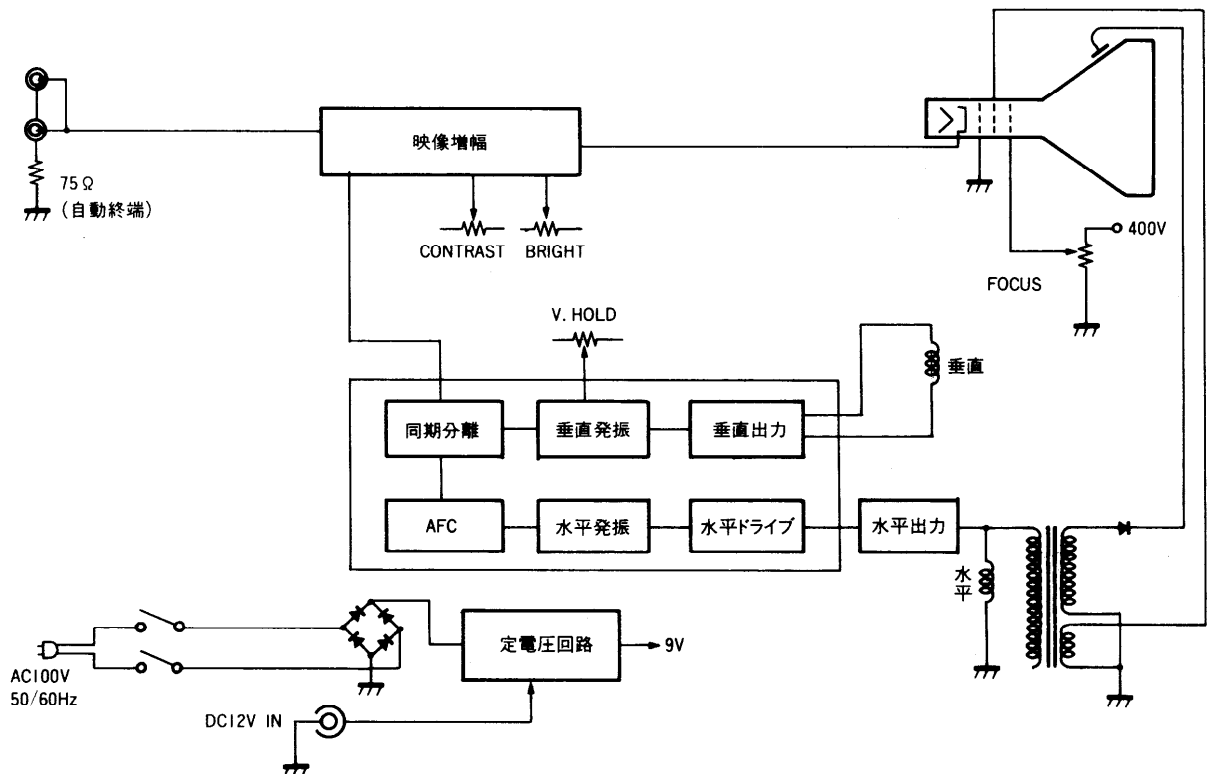 映像増幅
75Ω
(自動終端)
CONTRAST
BRIGHT
400V
FOCUS
V. HOLD
垂直
同期分離
垂直発振
垂直出力
AFC
水平発振
水平ドライブ
水平出力
水平
定電圧回路
9V
AC100V
50/60Hz
DC12V IN